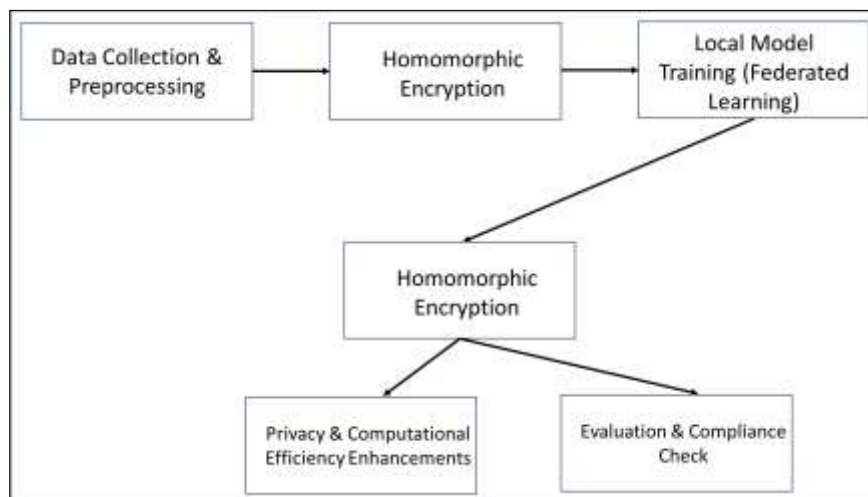 Data Collection &
Preprocessing
Homomorphic
Encryption
Local Model
Training (Federated
Learning)
Homomorphic
Encryption
Privacy & Computational
Efficiency Enhancements
Evaluation & Compliance
Check